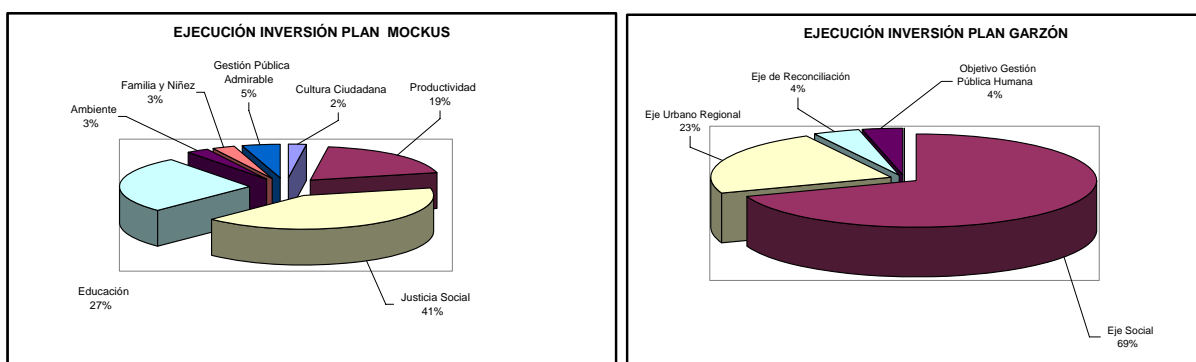 EJECUCIÓN INVERSIÓN PLAN MOCKUS
Gestión Pública
Admirable
5%
Familia y Niñez
3%
Cultura Ciudadana
2%
Productividad
19%
Ambiente
3%
Educación
27%
Justicia Social
41%
EJECUCIÓN INVERSIÓN PLAN GARZÓN
Eje de Reconciliación
4%
Objetivo Gestión
Pública Humana
4%
Eje Urbano Regional
23%
Eje Social
69%